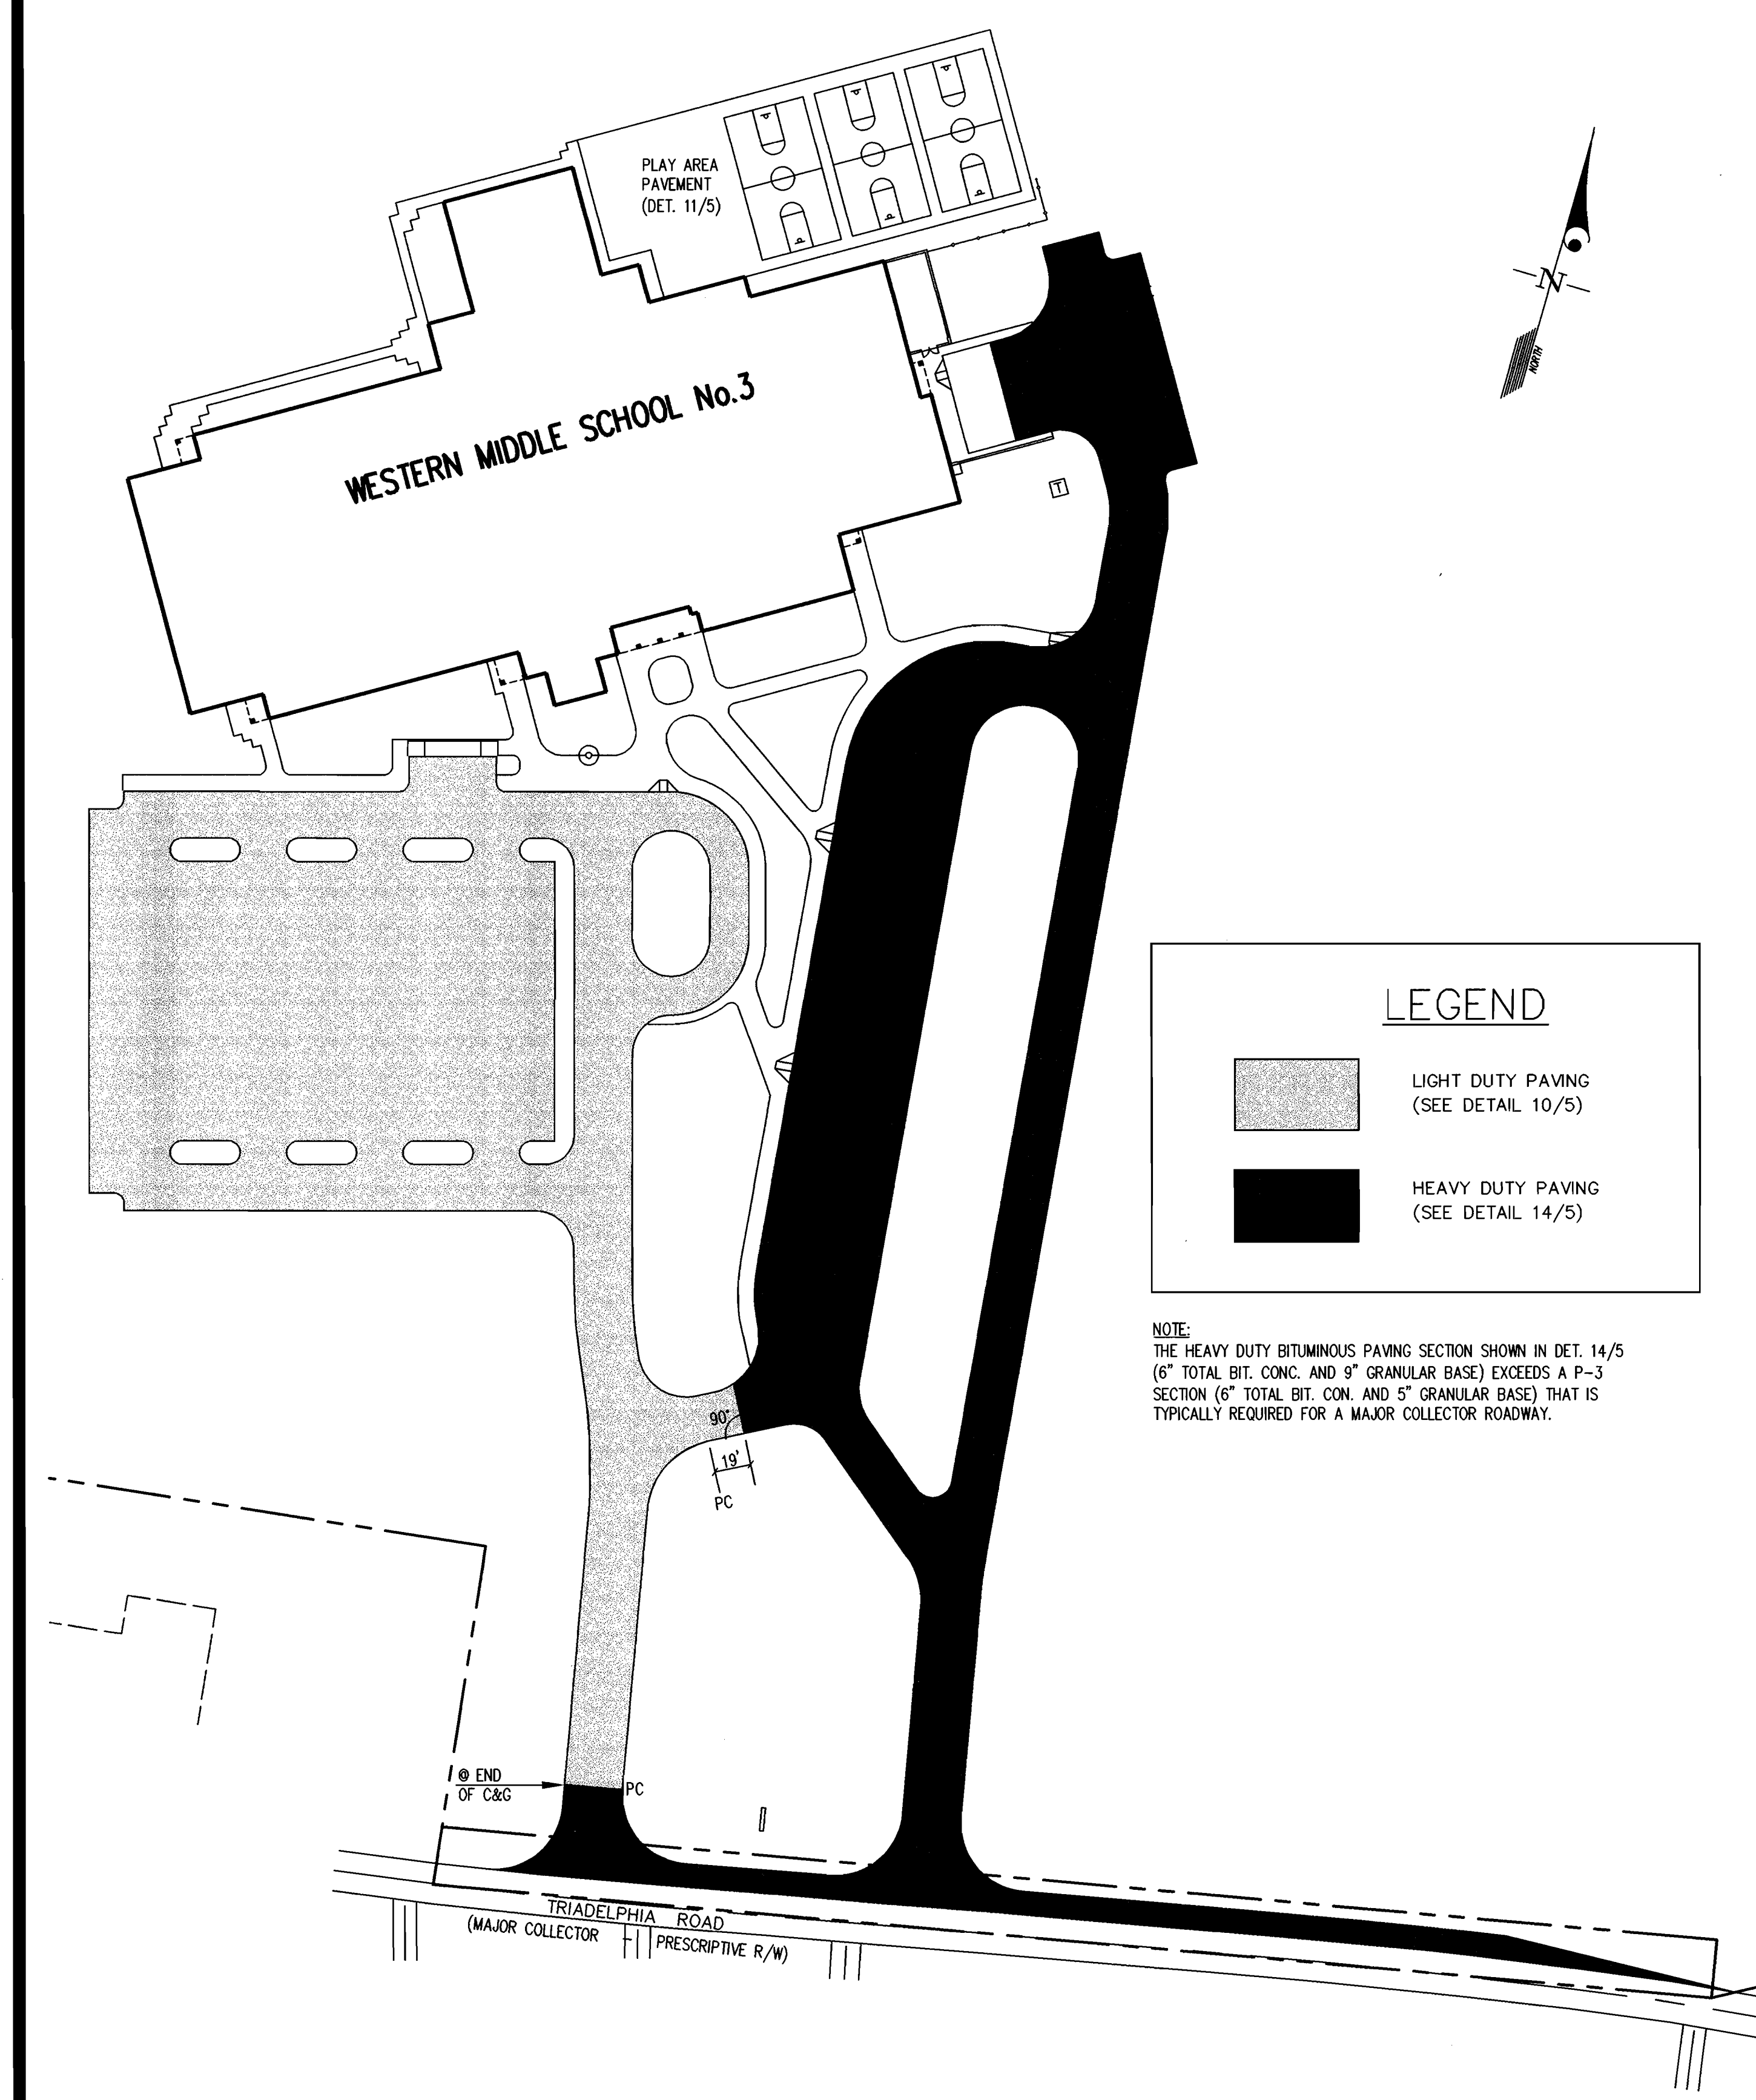 PLAY AREA
PAVEMENT
(DET. 11/5)
N
NORTH
WESTERN MIDDLE SCHOOL No.3
T
LEGEND
LIGHT DUTY PAVING
(SEE DETAIL 10/5)
HEAVY DUTY PAVING
(SEE DETAIL 14/5)
NOTE:
THE HEAVY DUTY BITUMINOUS PAVING SECTION SHOWN IN DET. 14/5
(6" TOTAL BIT. CONC. AND 9" GRANULAR BASE) EXCEEDS A P-3
SECTION (6" TOTAL BIT. CON. AND 5" GRANULAR BASE) THAT IS
TYPICALLY REQUIRED FOR A MAJOR COLLECTOR ROADWAY.
90°
19'
PC
@ END
OF C&G
PC
TRIADELPHIA ROAD
(MAJOR COLLECTOR - PRESCRIPTIVE R/W)